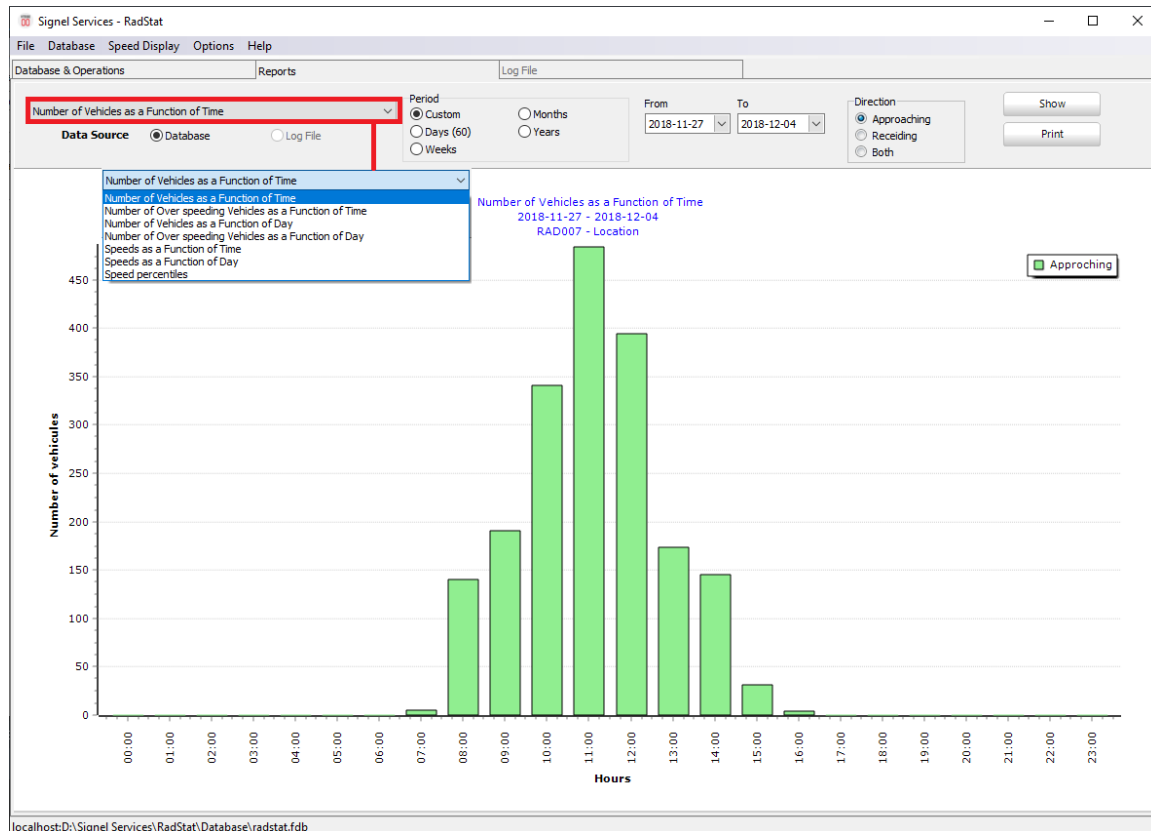 Signel Services - RadStat
File Database Speed Display Options Help
Database & Operations Reports Log File
Number of Vehicles as a Function of Time
Data Source Database Log File
Period
Custom Months
Days (60) Years
Weeks
From To
2018-11-27 2018-12-04
Direction
Approaching
Receiding
Both
Show
Print
Number of Vehicles as a Function of Time
Number of Vehicles as a Function of Time
Number of Over speeding Vehicles as a Function of Time
Number of Vehicles as a Function of Day
Number of Over speeding Vehicles as a Function of Day
Speeds as a Function of Time
Speeds as a Function of Day
Speed percentiles
Number of Vehicles as a Function of Time
2018-11-27 - 2018-12-04
RAD007 - Location
Approching
Number of vehicules
450
400
350
300
250
200
150
100
50
0
00:00 01:00 02:00 03:00 04:00 05:00 06:00 07:00 08:00 09:00 10:00 11:00 12:00 13:00 14:00 15:00 16:00 17:00 18:00 19:00 20:00 21:00 22:00 23:00
Hours
localhost:D:\Signel Services\RadStat\Database\radstat.fdb